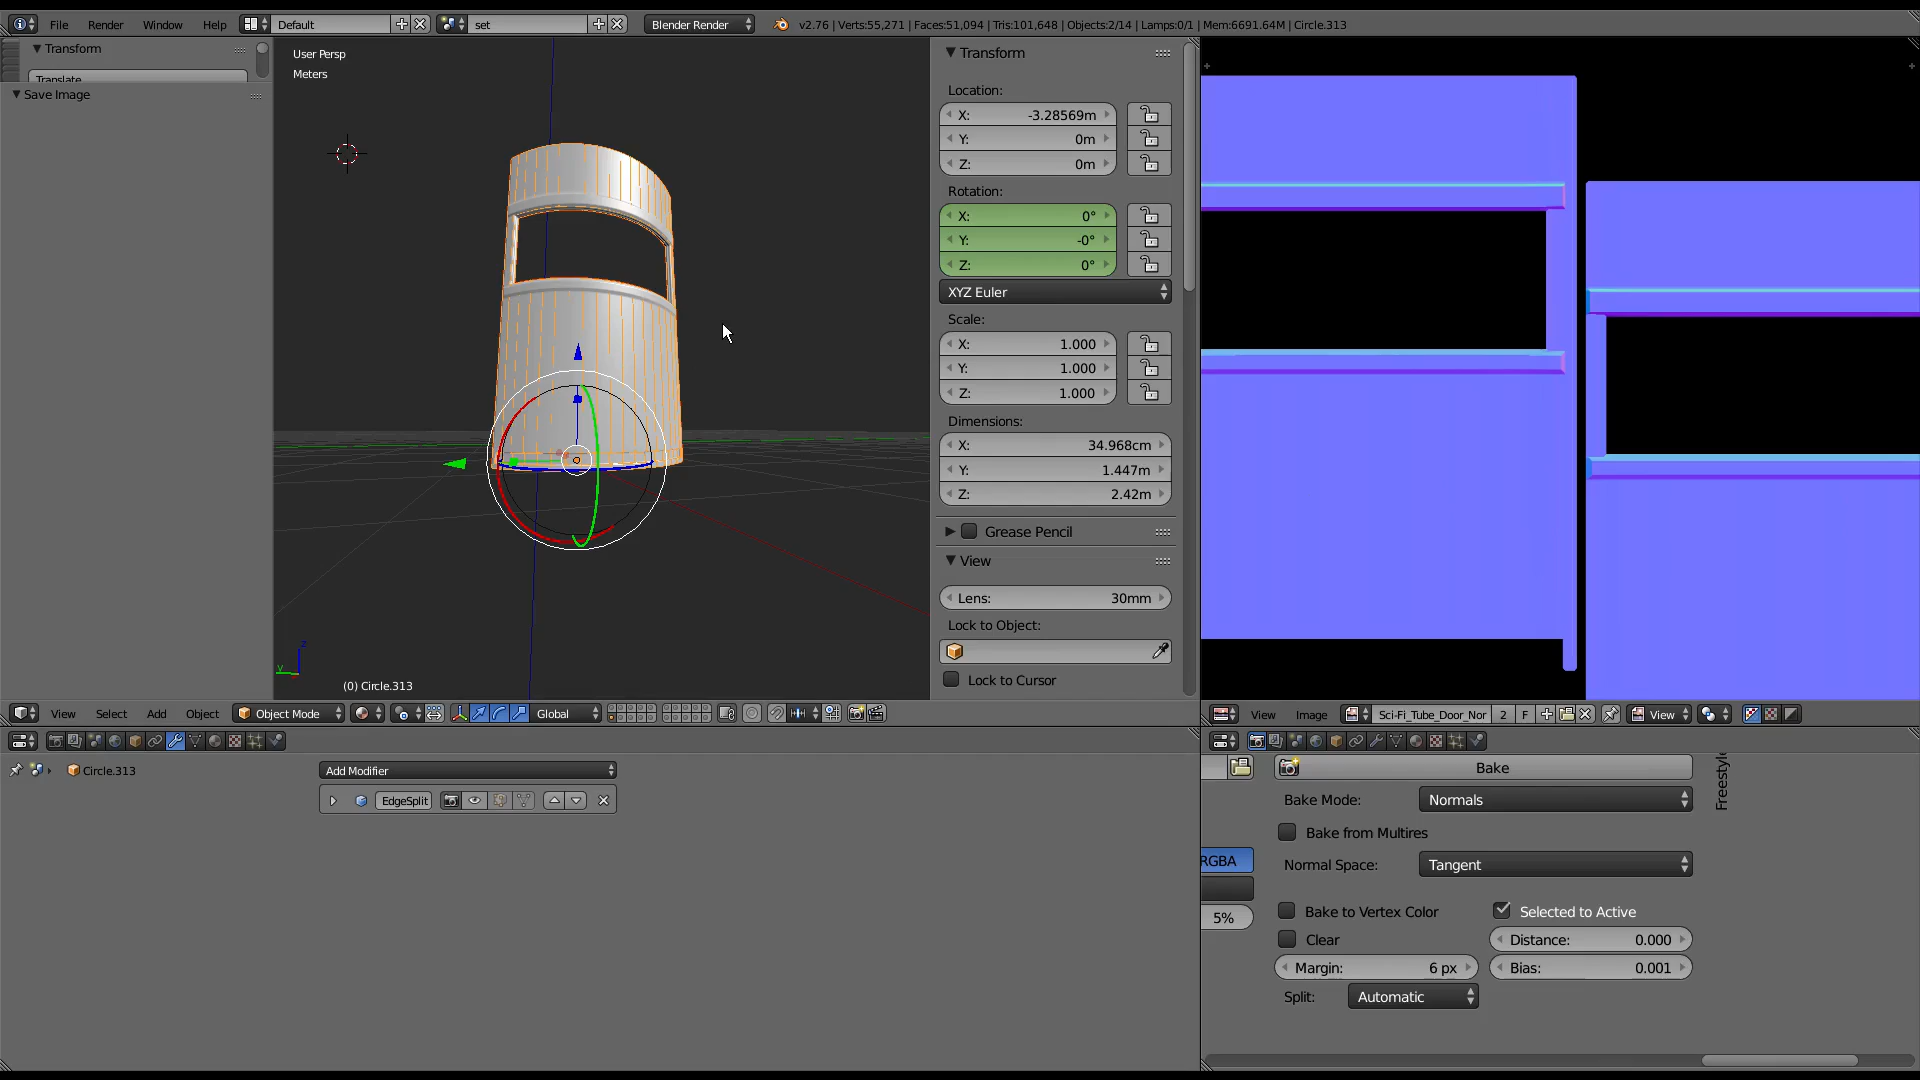 File Render Window Help Default set Blender Render v2.76 | Verts:55,271 | Faces:51,094 | Tris:101,648 | Objects:2/14 | Lamps:0/1 | Mem:6691.64M | Circle.313
Transform
Translate
Save Image
User Persp
Meters
(0) Circle.313
z
y
Transform
Location:
X: -3.28569m
Y: 0m
Z: 0m
Rotation:
X: 0°
Y: -0°
Z: 0°
XYZ Euler
Scale:
X: 1.000
Y: 1.000
Z: 1.000
Dimensions:
X: 34.968cm
Y: 1.447m
Z: 2.42m
Grease Pencil
View
Lens: 30mm
Lock to Object:
Lock to Cursor
View Select Add Object Object Mode Global
View Image Sci-Fi_Tube_Door_Nor 2 F View
Circle.313
Add Modifier
EdgeSplit
Bake
Bake Mode: Normals
Bake from Multires
RGBA
Normal Space: Tangent
5%
Bake to Vertex Color Selected to Active
Clear Distance: 0.000
Margin: 6 px Bias: 0.001
Split: Automatic
Freestyle